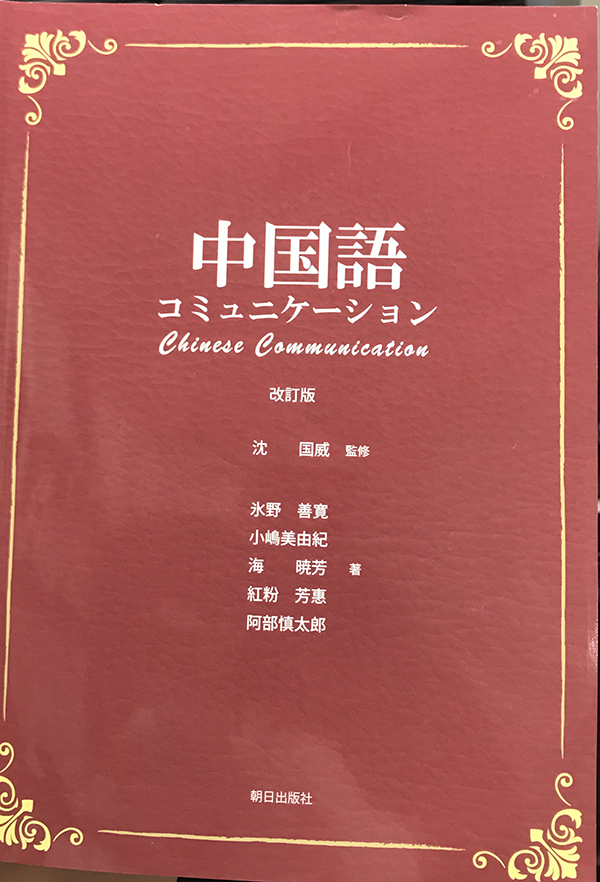 中国語
コミュニケーション
Chinese Communication
改訂版
沈 国威 監修
氷野 善寛
小嶋美由紀
海 暁芳 著
紅粉 芳惠
阿部慎太郎
朝日出版社